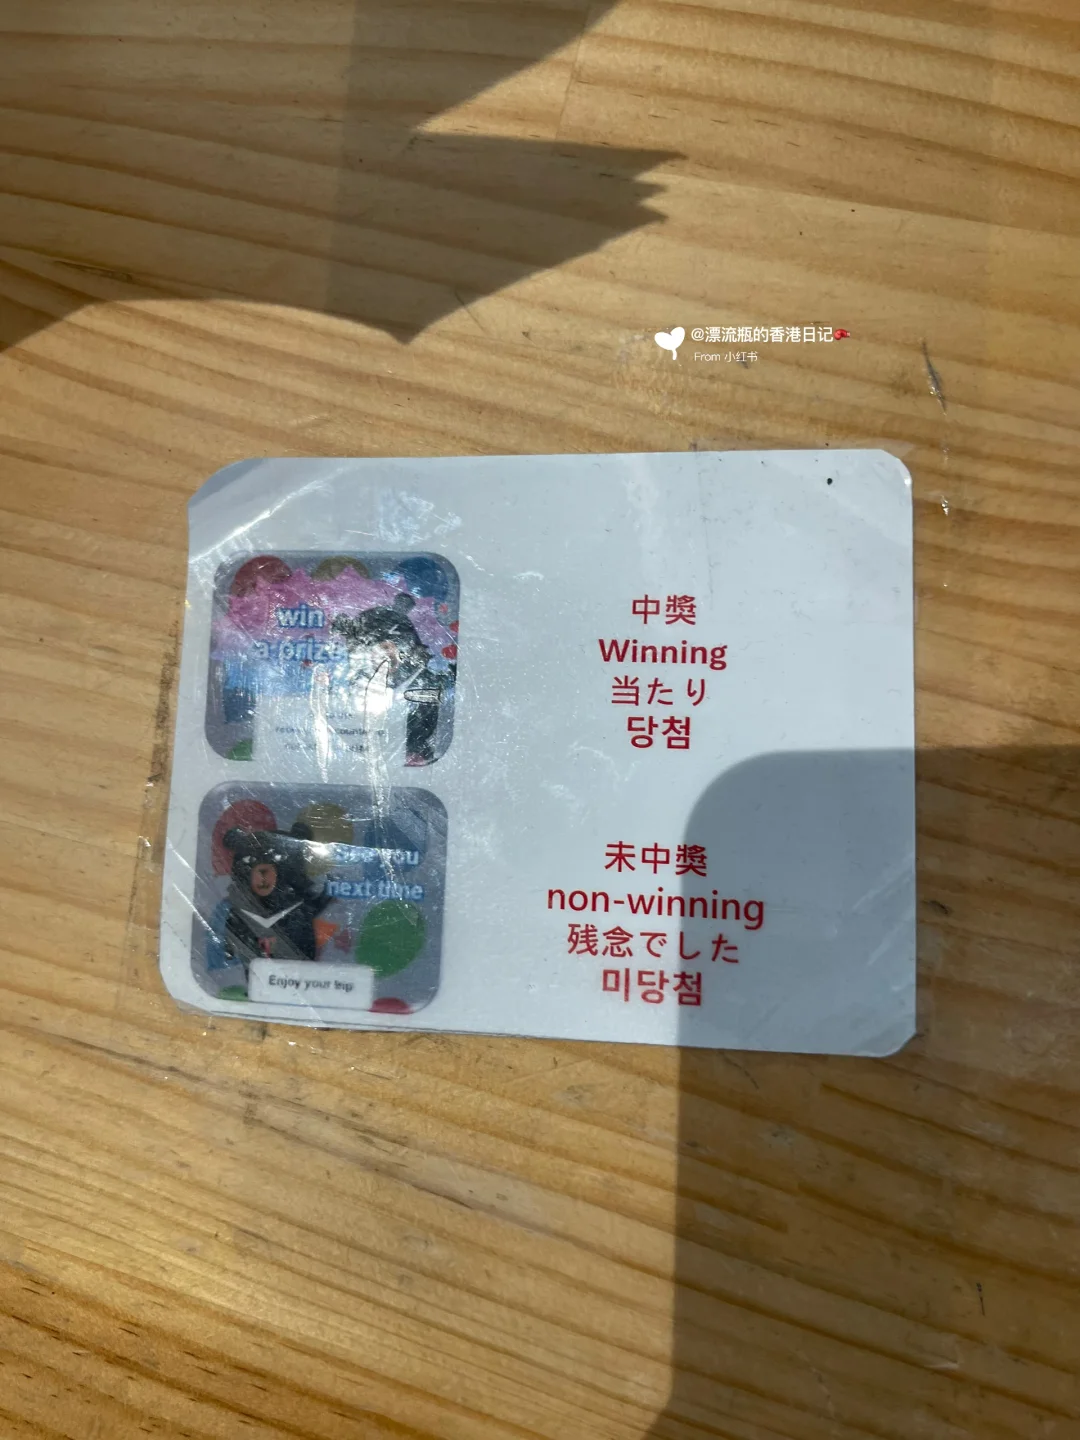 @漂流瓶的香港日记
From 小红书
win
a prize
中獎
Winning
当たり
당첨
See you
next time
Enjoy your trip
未中獎
non-winning
残念でした
미당첨